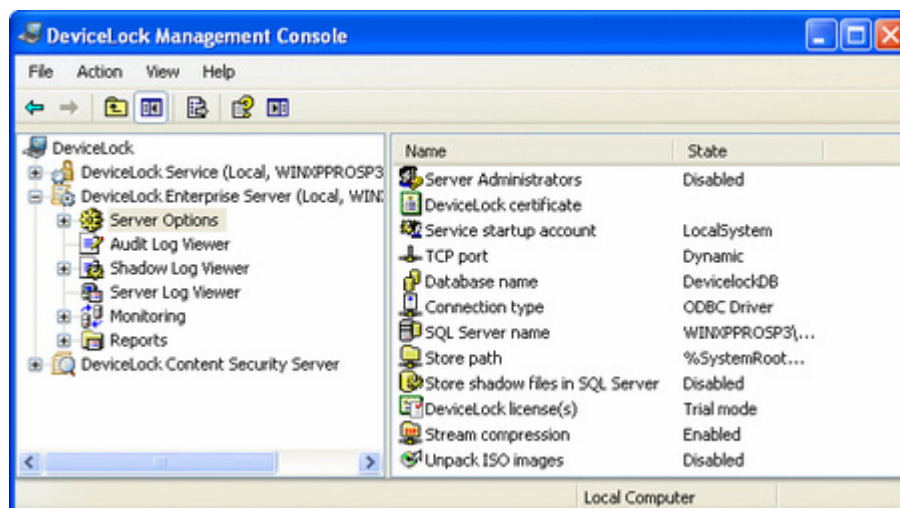 DeviceLock Management Console
File Action View Help
DeviceLock
DeviceLock Service (Local, WINXPPROSP3
DeviceLock Enterprise Server (Local, WIN
Server Options
Audit Log Viewer
Shadow Log Viewer
Server Log Viewer
Monitoring
Reports
DeviceLock Content Security Server
Name State
Server Administrators Disabled
DeviceLock certificate
Service startup account LocalSystem
TCP port Dynamic
Database name DevicelockDB
Connection type ODBC Driver
SQL Server name WINXPPROSP3\...
Store path %SystemRoot...
Store shadow files in SQL Server Disabled
DeviceLock license(s) Trial mode
Stream compression Enabled
Unpack ISO images Disabled
Local Computer